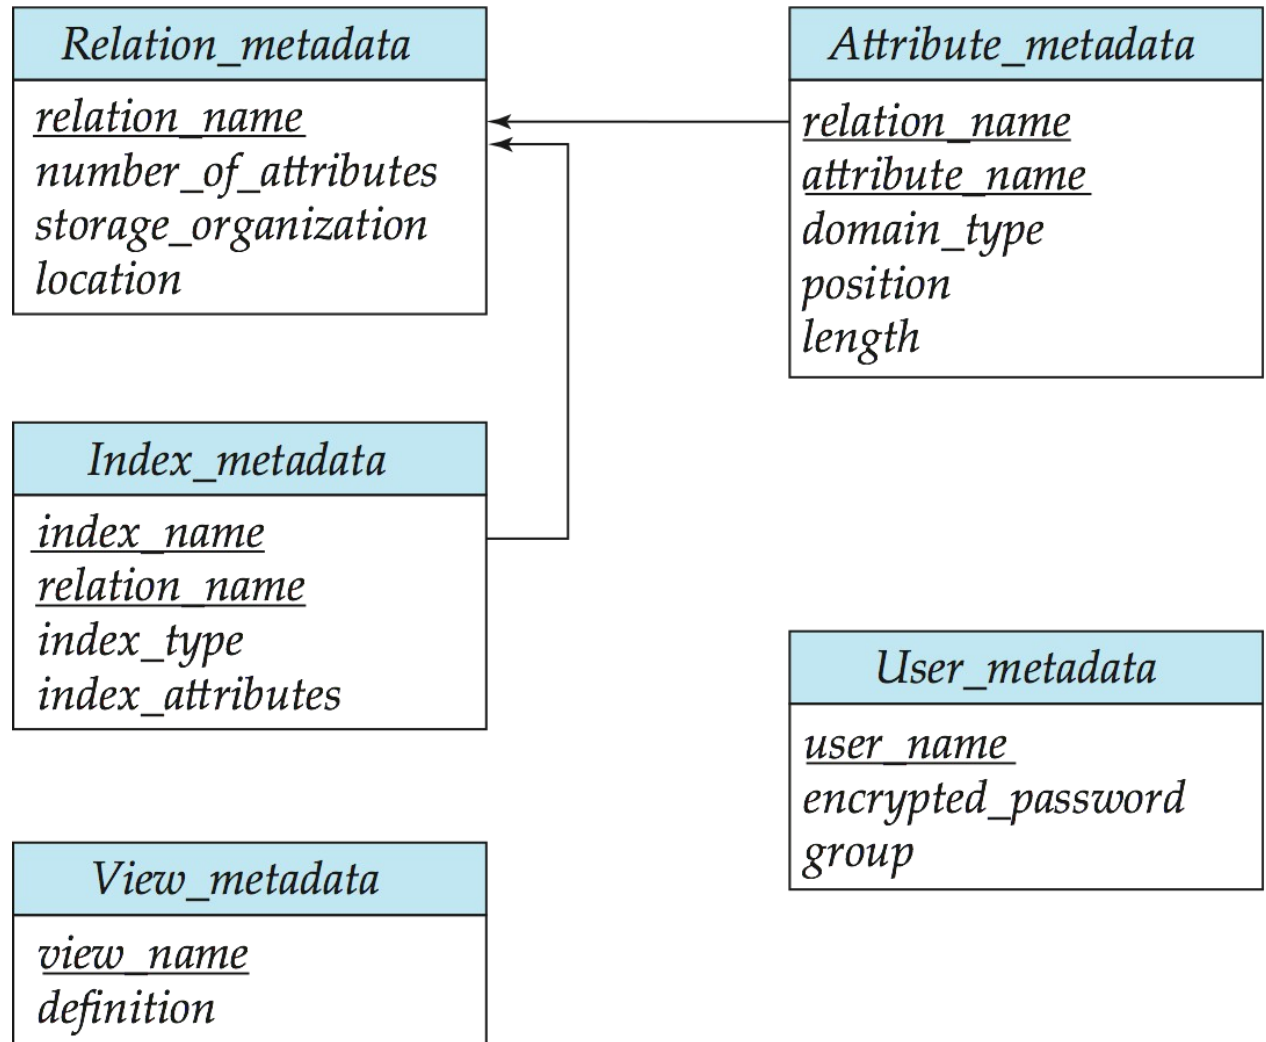 Relation_metadata
relation_name
number_of_attributes
storage_organization
location
Attribute_metadata
relation_name
attribute_name
domain_type
position
length
Index_metadata
index_name
relation_name
index_type
index_attributes
User_metadata
user_name
encrypted_password
group
View_metadata
view_name
definition